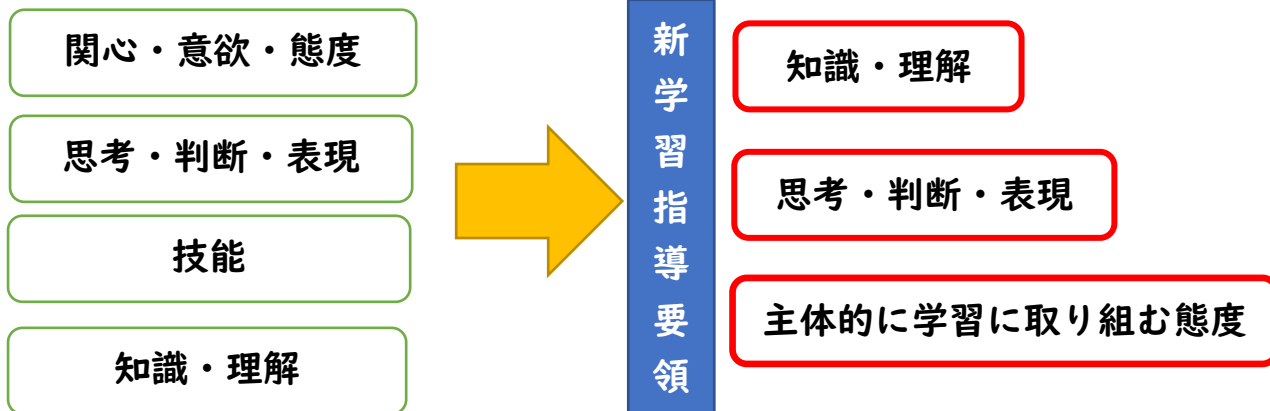 関心・意欲・態度
思考・判断・表現
技能
知識・理解
新学習指導要領
知識・理解
思考・判断・表現
主体的に学習に取り組む態度